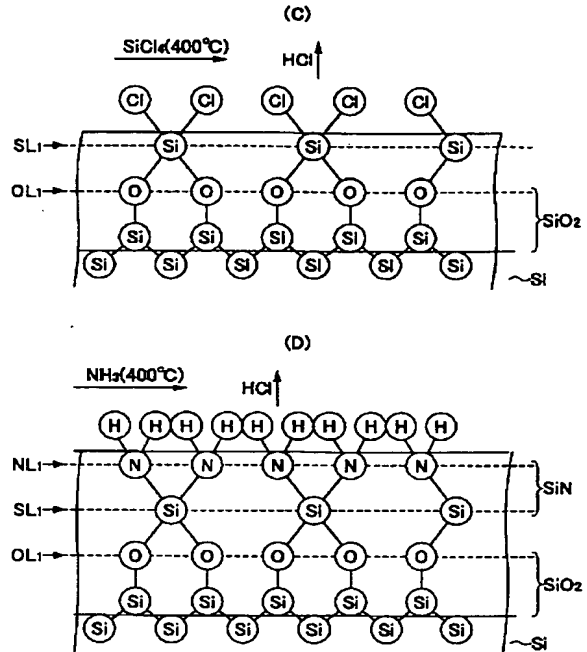 (C)
SiCl₄(400°C)
HCl
Cl Cl Cl Cl Cl
SL₁ Si Si Si
OL₁ O O O O O
SiO₂
Si Si Si Si Si
Si Si Si Si Si Si
Si
(D)
NH₃(400°C)
HCl
H H H H H H H H H H
NL₁ N N N N N
SiN
SL₁ Si Si Si
OL₁ O O O O O
SiO₂
Si Si Si Si Si
Si Si Si Si Si Si
Si